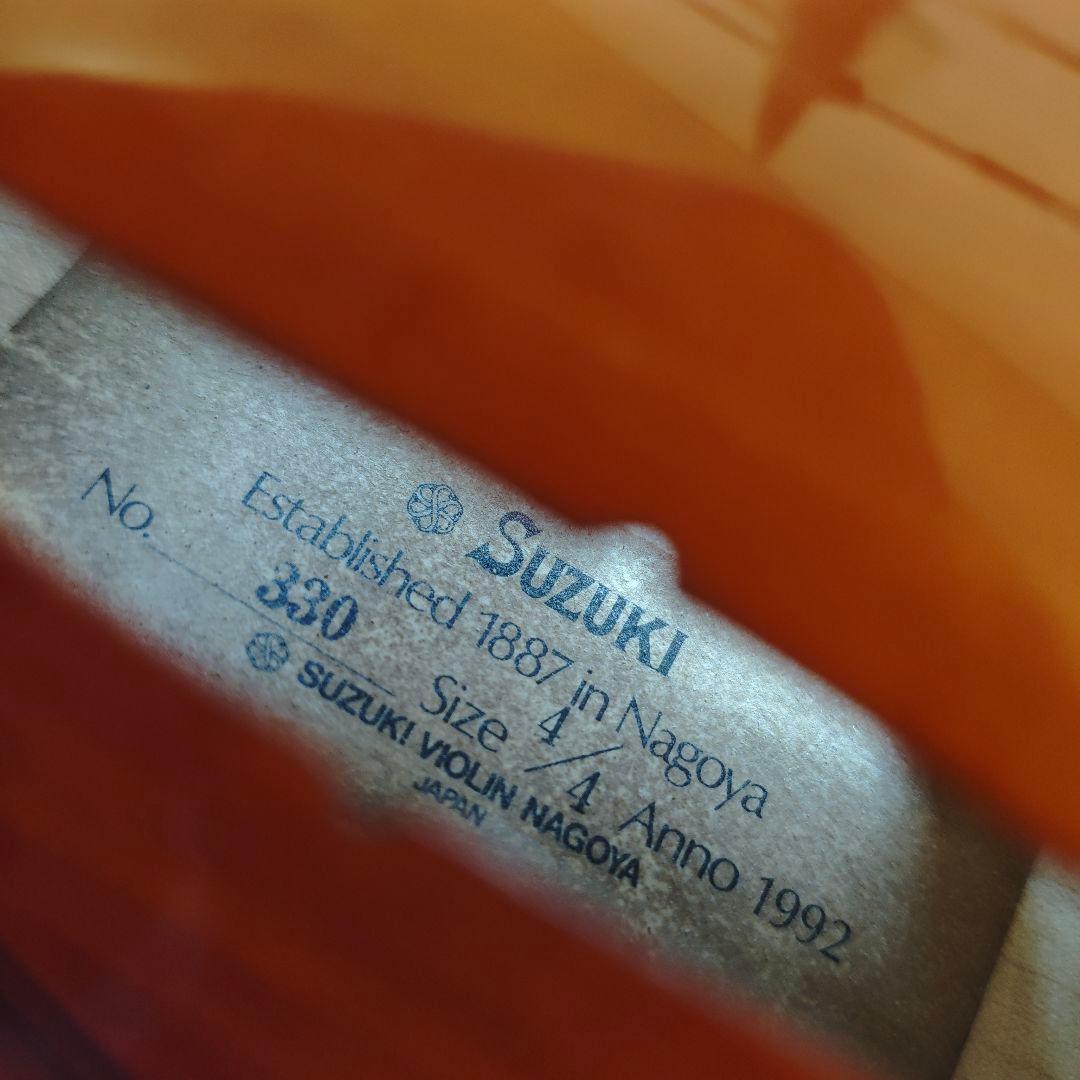 SUZUKI
Established 1887 in Nagoya
No. 330 Size 4/4 Anno 1992
SUZUKI VIOLIN NAGOYA
JAPAN